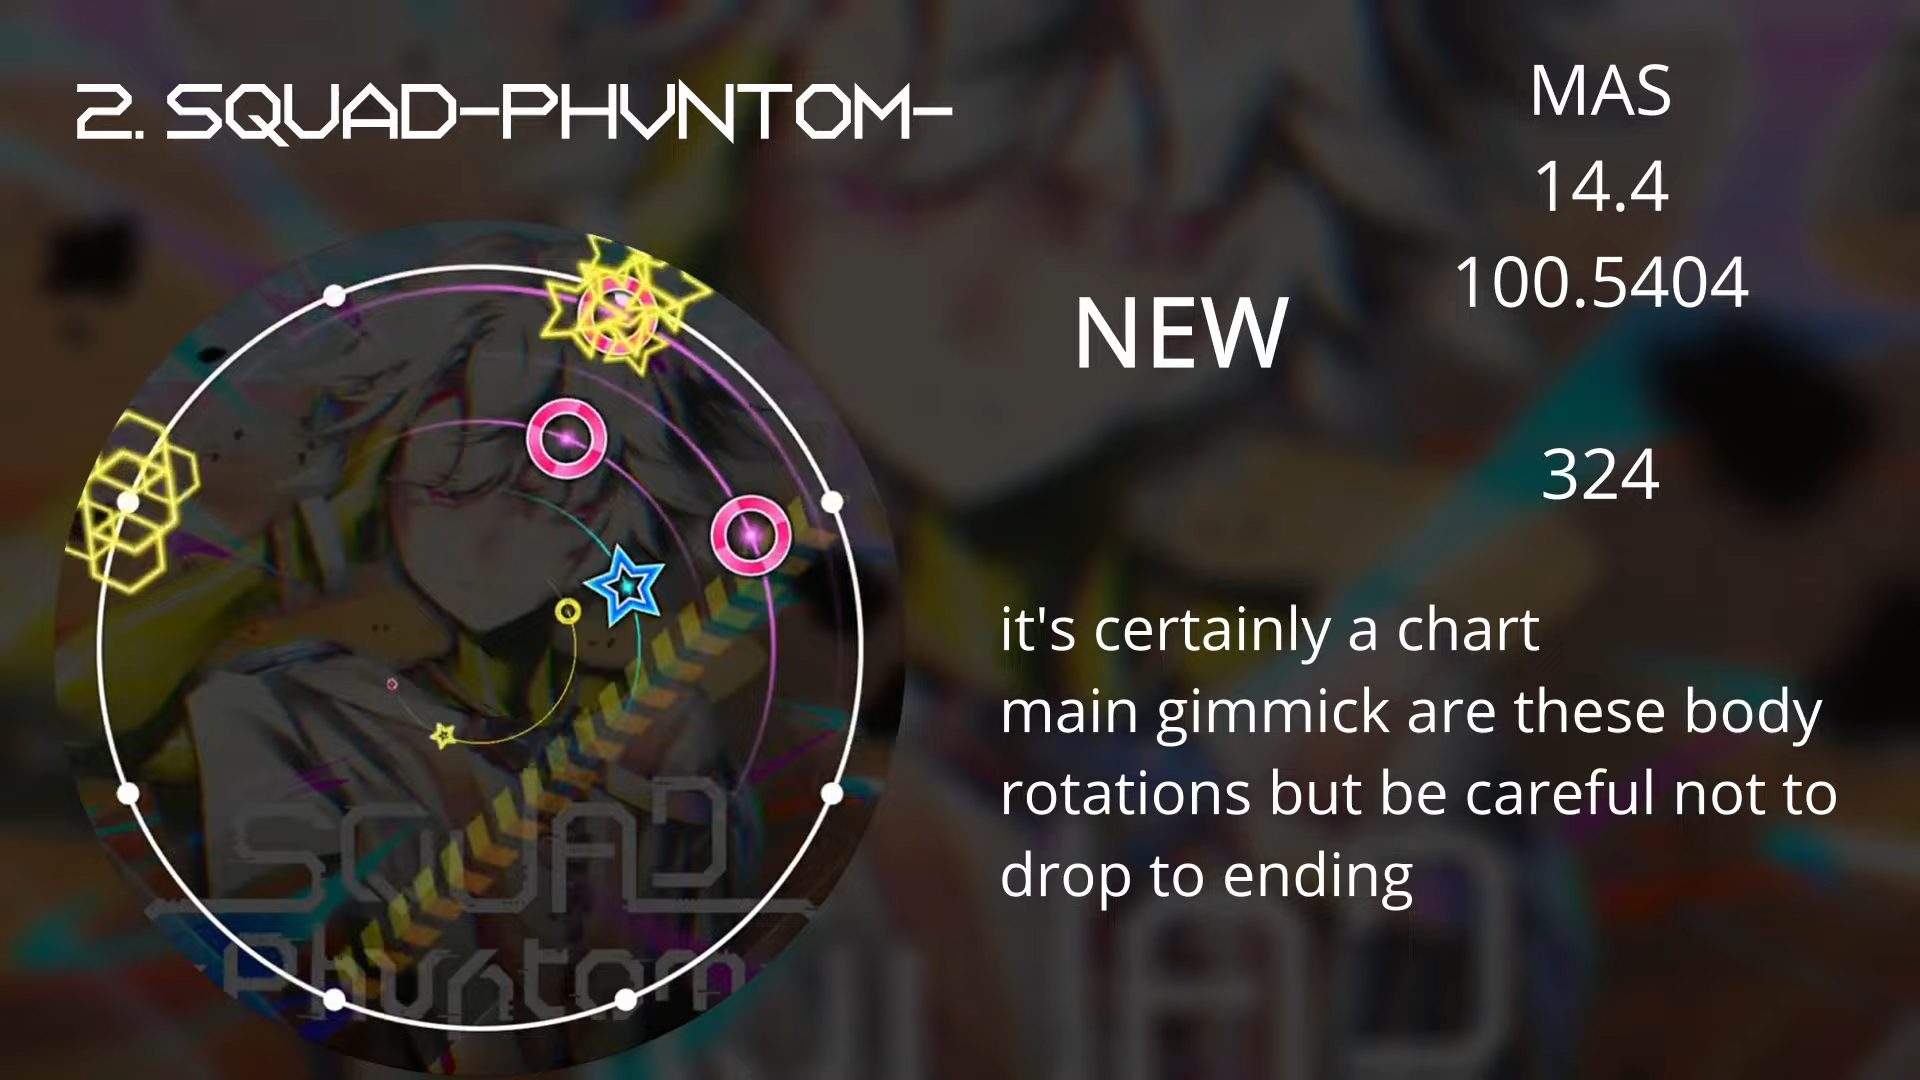 2. SQUAD-PHVNTOM-
MAS
14.4
100.5404
NEW
324
it's certainly a chart
main gimmick are these body
rotations but be careful not to
drop to ending
SQUAD
Phvntom